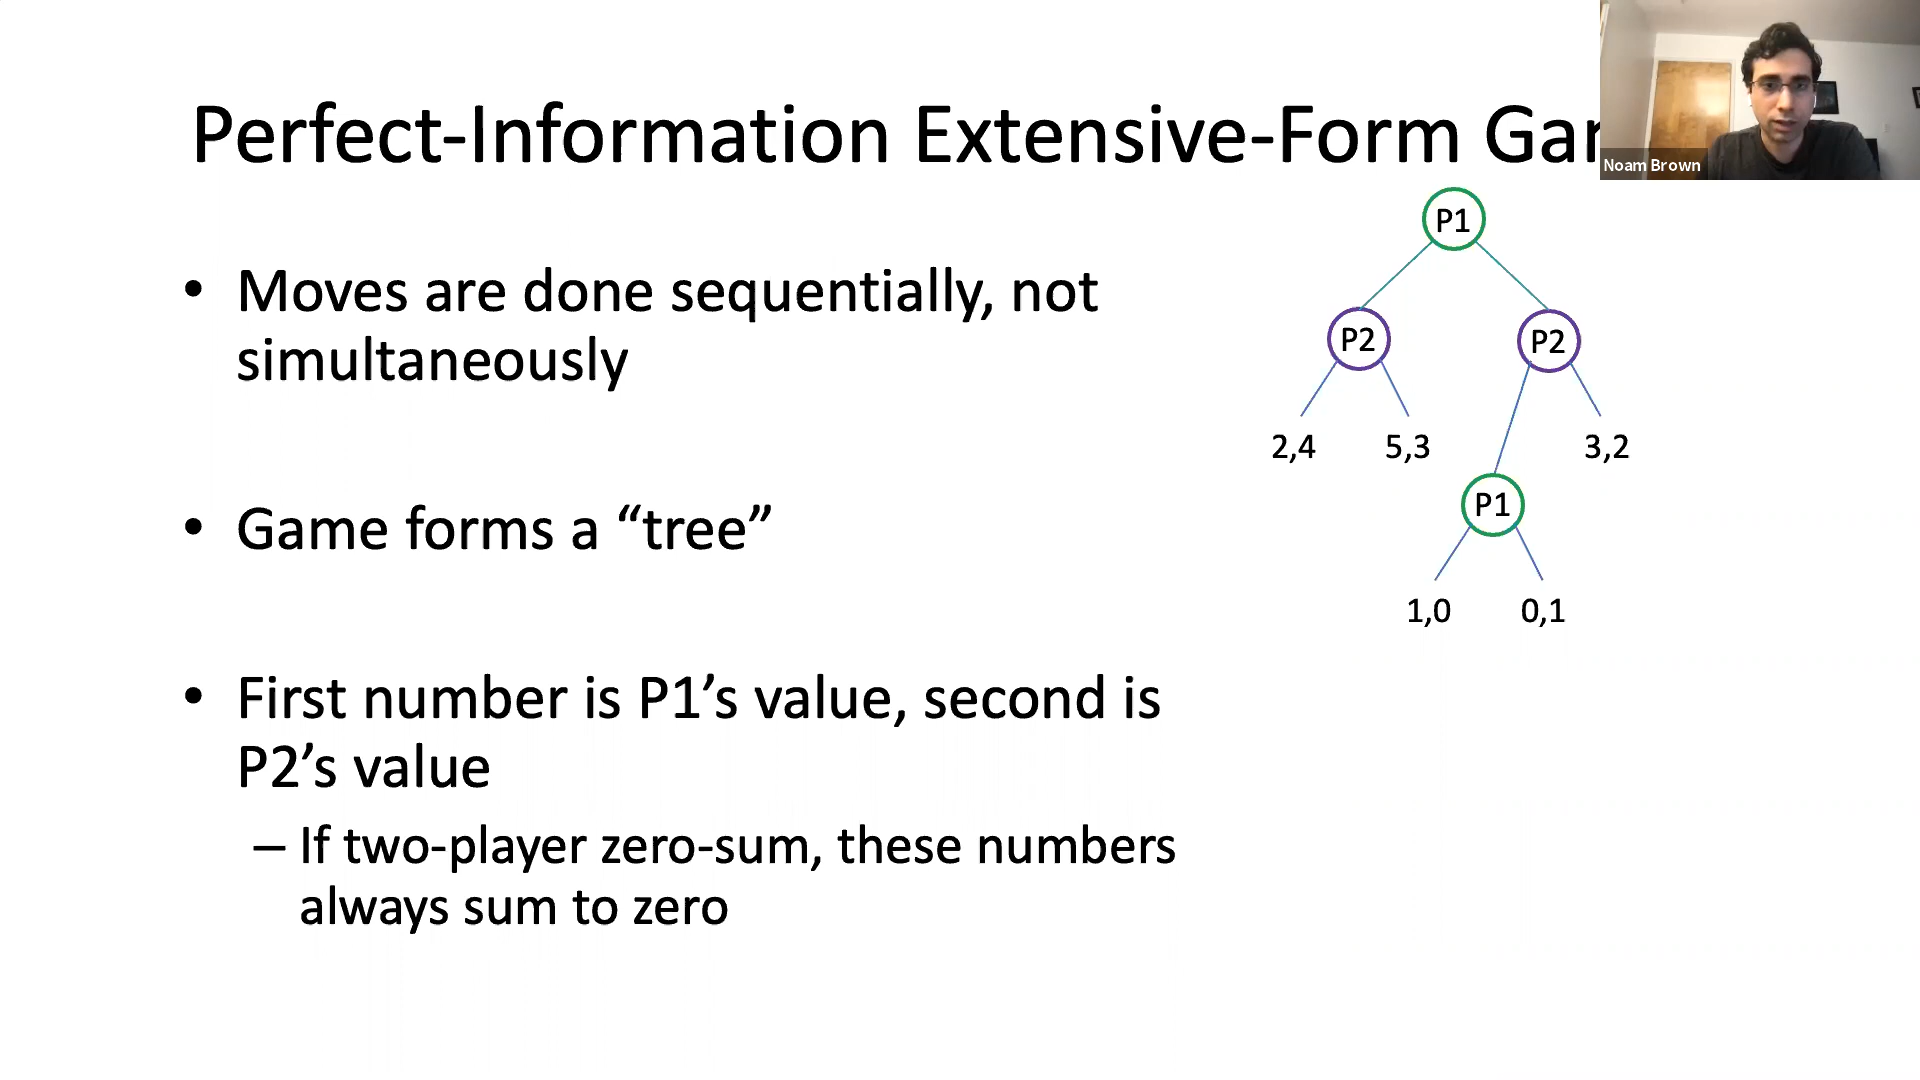 Perfect-Information Extensive-Form
Noam Brown
• Moves are done sequentially, not
simultaneously
• Game forms a “tree”
• First number is P1’s value, second is
P2’s value
– If two-player zero-sum, these numbers
always sum to zero
P1
P2 P2
2,4 5,3 3,2
P1
1,0 0,1